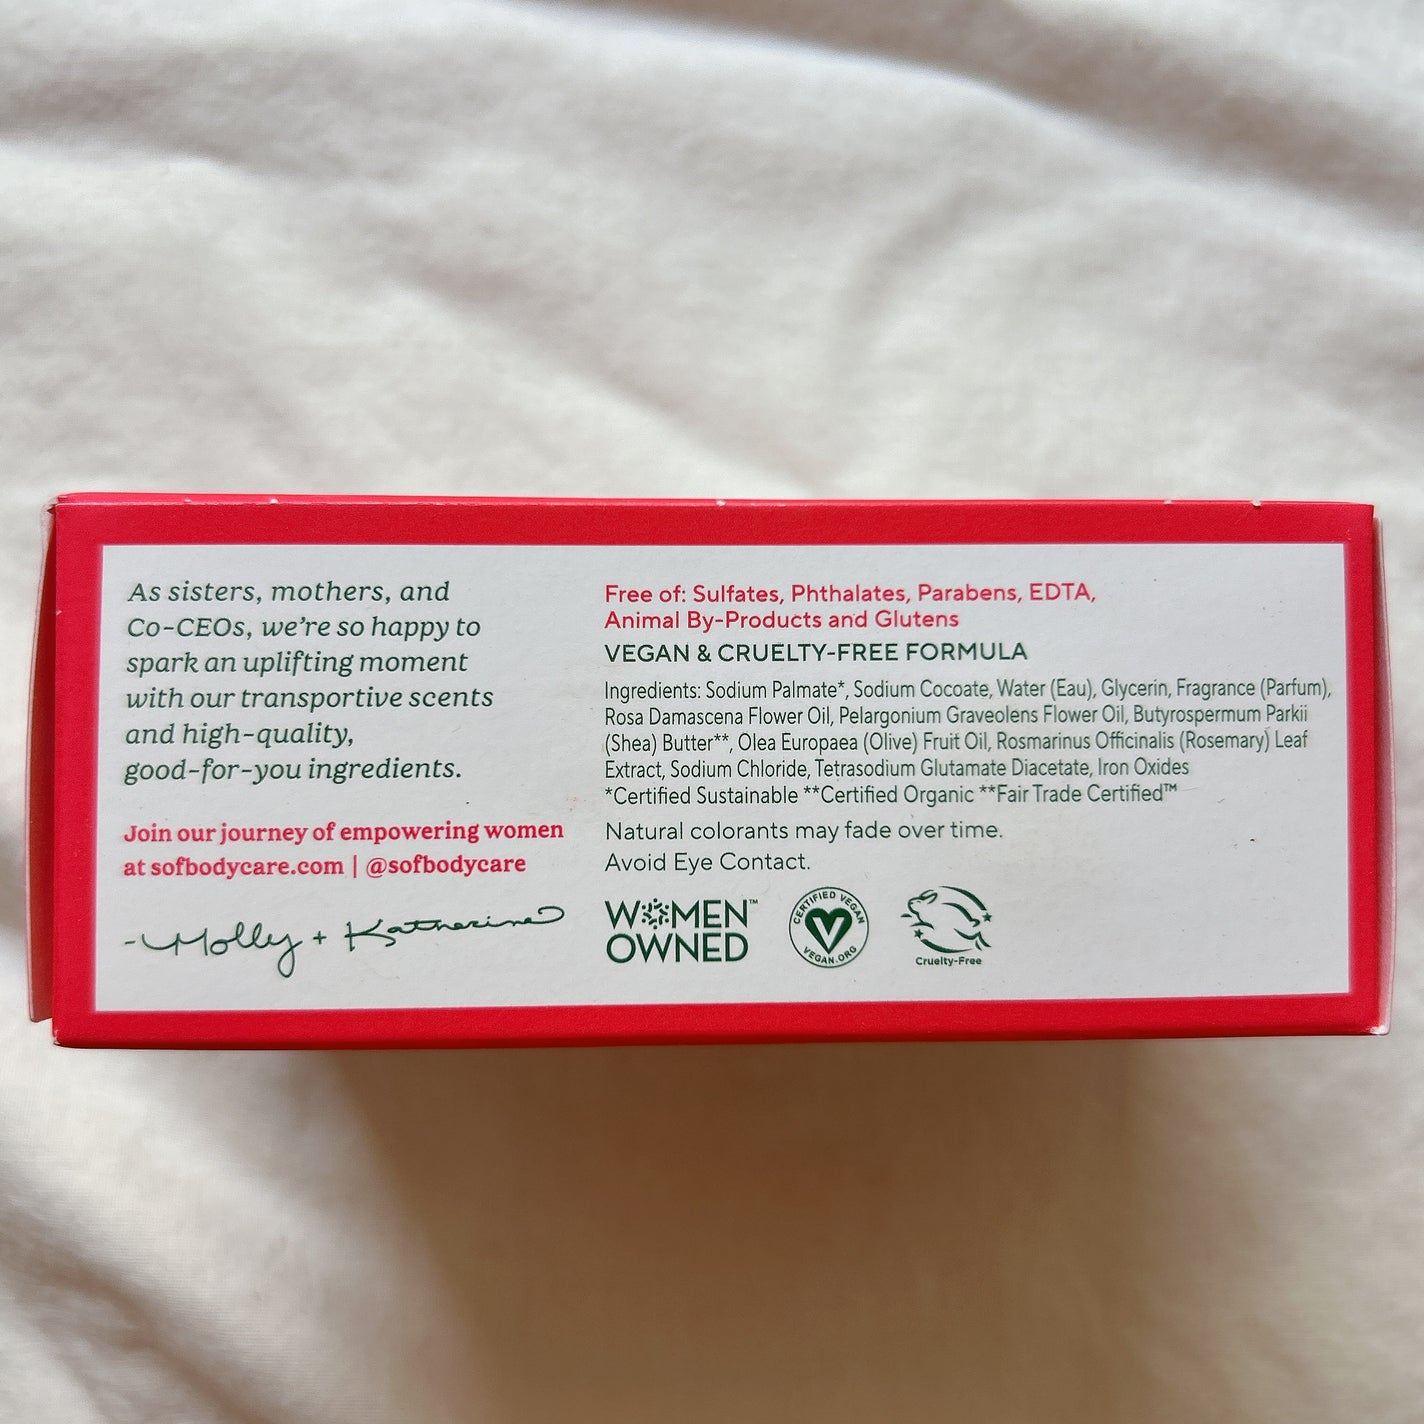 As sisters, mothers, and
Co-CEOs, we're so happy to
spark an uplifting moment
with our transportive scents
and high-quality,
good-for-you ingredients.
Join our journey of empowering women
at sofbodycare.com | @sofbodycare
-Molly + Katherine
Free of: Sulfates, Phthalates, Parabens, EDTA,
Animal By-Products and Glutens
VEGAN & CRUELTY-FREE FORMULA
Ingredients: Sodium Palmate*, Sodium Cocoate, Water (Eau), Glycerin, Fragrance (Parfum),
Rosa Damascena Flower Oil, Pelargonium Graveolens Flower Oil, Butyrospermum Parkii
(Shea) Butter**, Olea Europaea (Olive) Fruit Oil, Rosmarinus Officinalis (Rosemary) Leaf
Extract, Sodium Chloride, Tetrasodium Glutamate Diacetate, Iron Oxides
*Certified Sustainable **Certified Organic **Fair Trade Certified™
Natural colorants may fade over time.
Avoid Eye Contact.
WOMEN™
OWNED
CERTIFIED VEGAN
VEGAN.ORG
Cruelty-Free